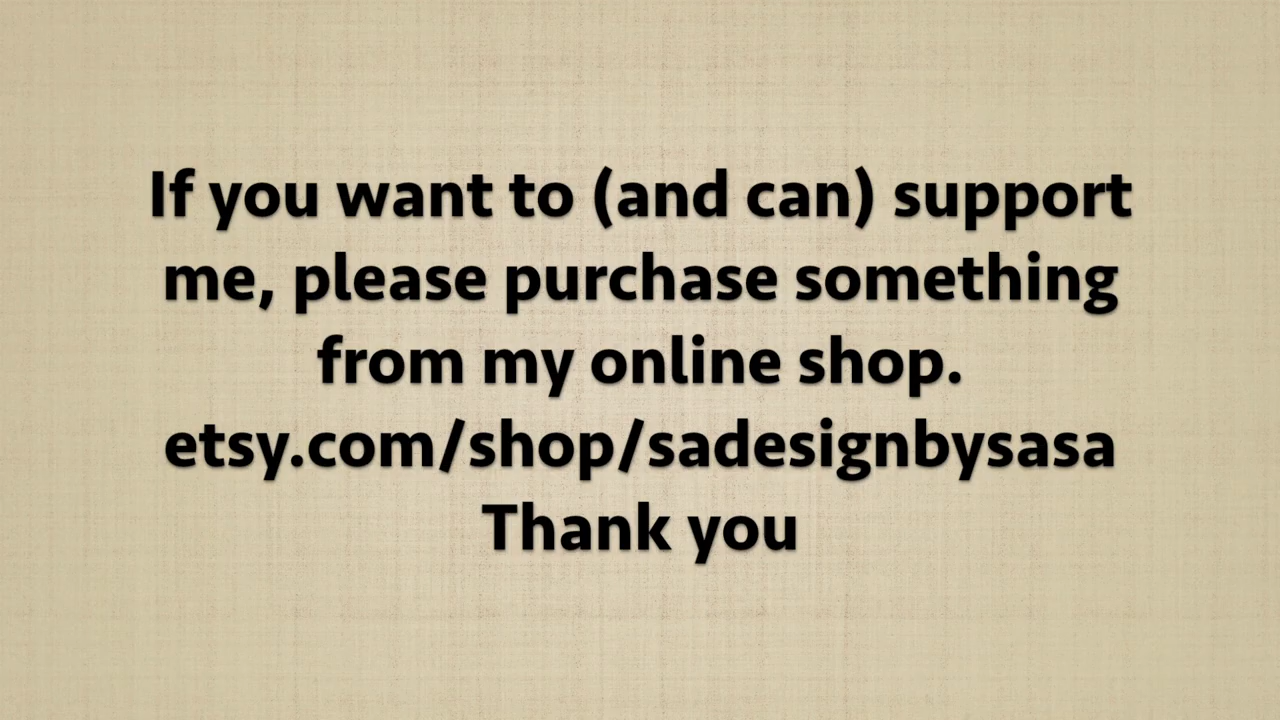 If you want to (and can) support
me, please purchase something
from my online shop.
etsy.com/shop/sadesignbysasa
Thank you